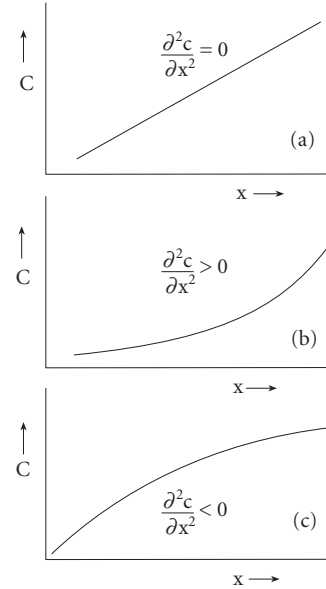 C
∂²c/∂x² = 0
(a)
x
C
∂²c/∂x² > 0
(b)
x
C
∂²c/∂x² < 0
(c)
x